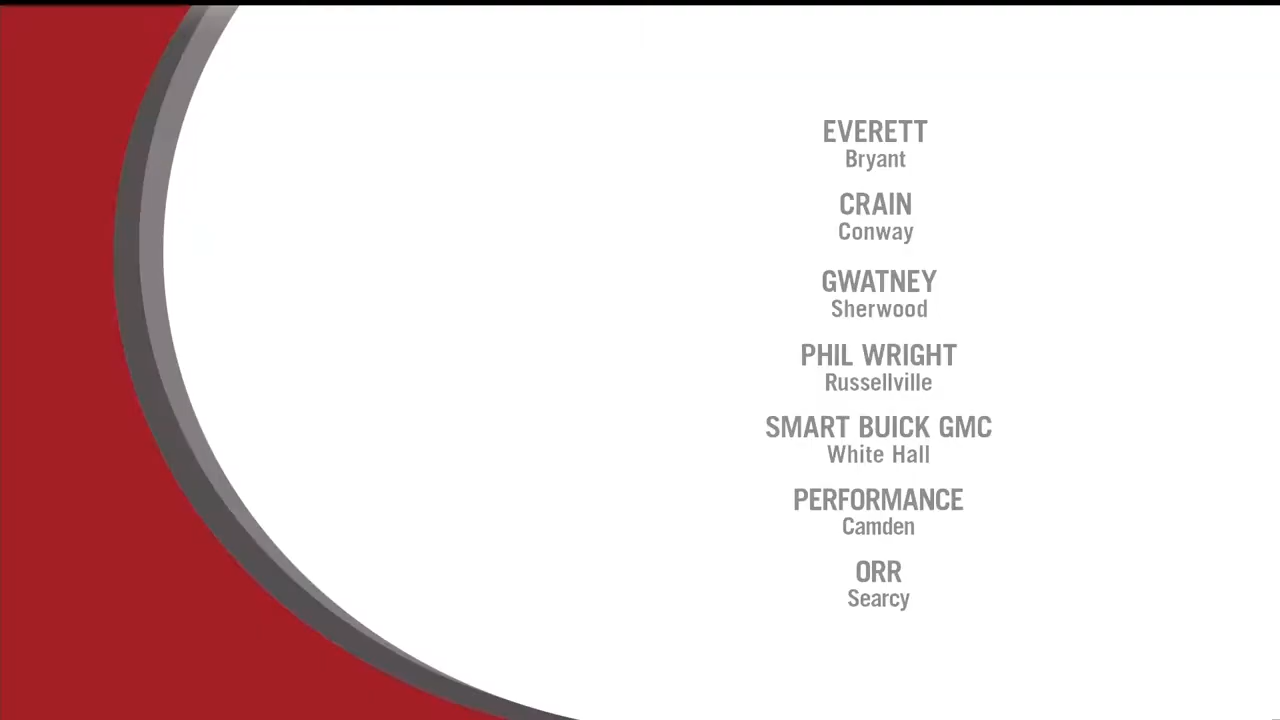 EVERETT
Bryant
CRAIN
Conway
GWATNEY
Sherwood
PHIL WRIGHT
Russellville
SMART BUICK GMC
White Hall
PERFORMANCE
Camden
ORR
Searcy